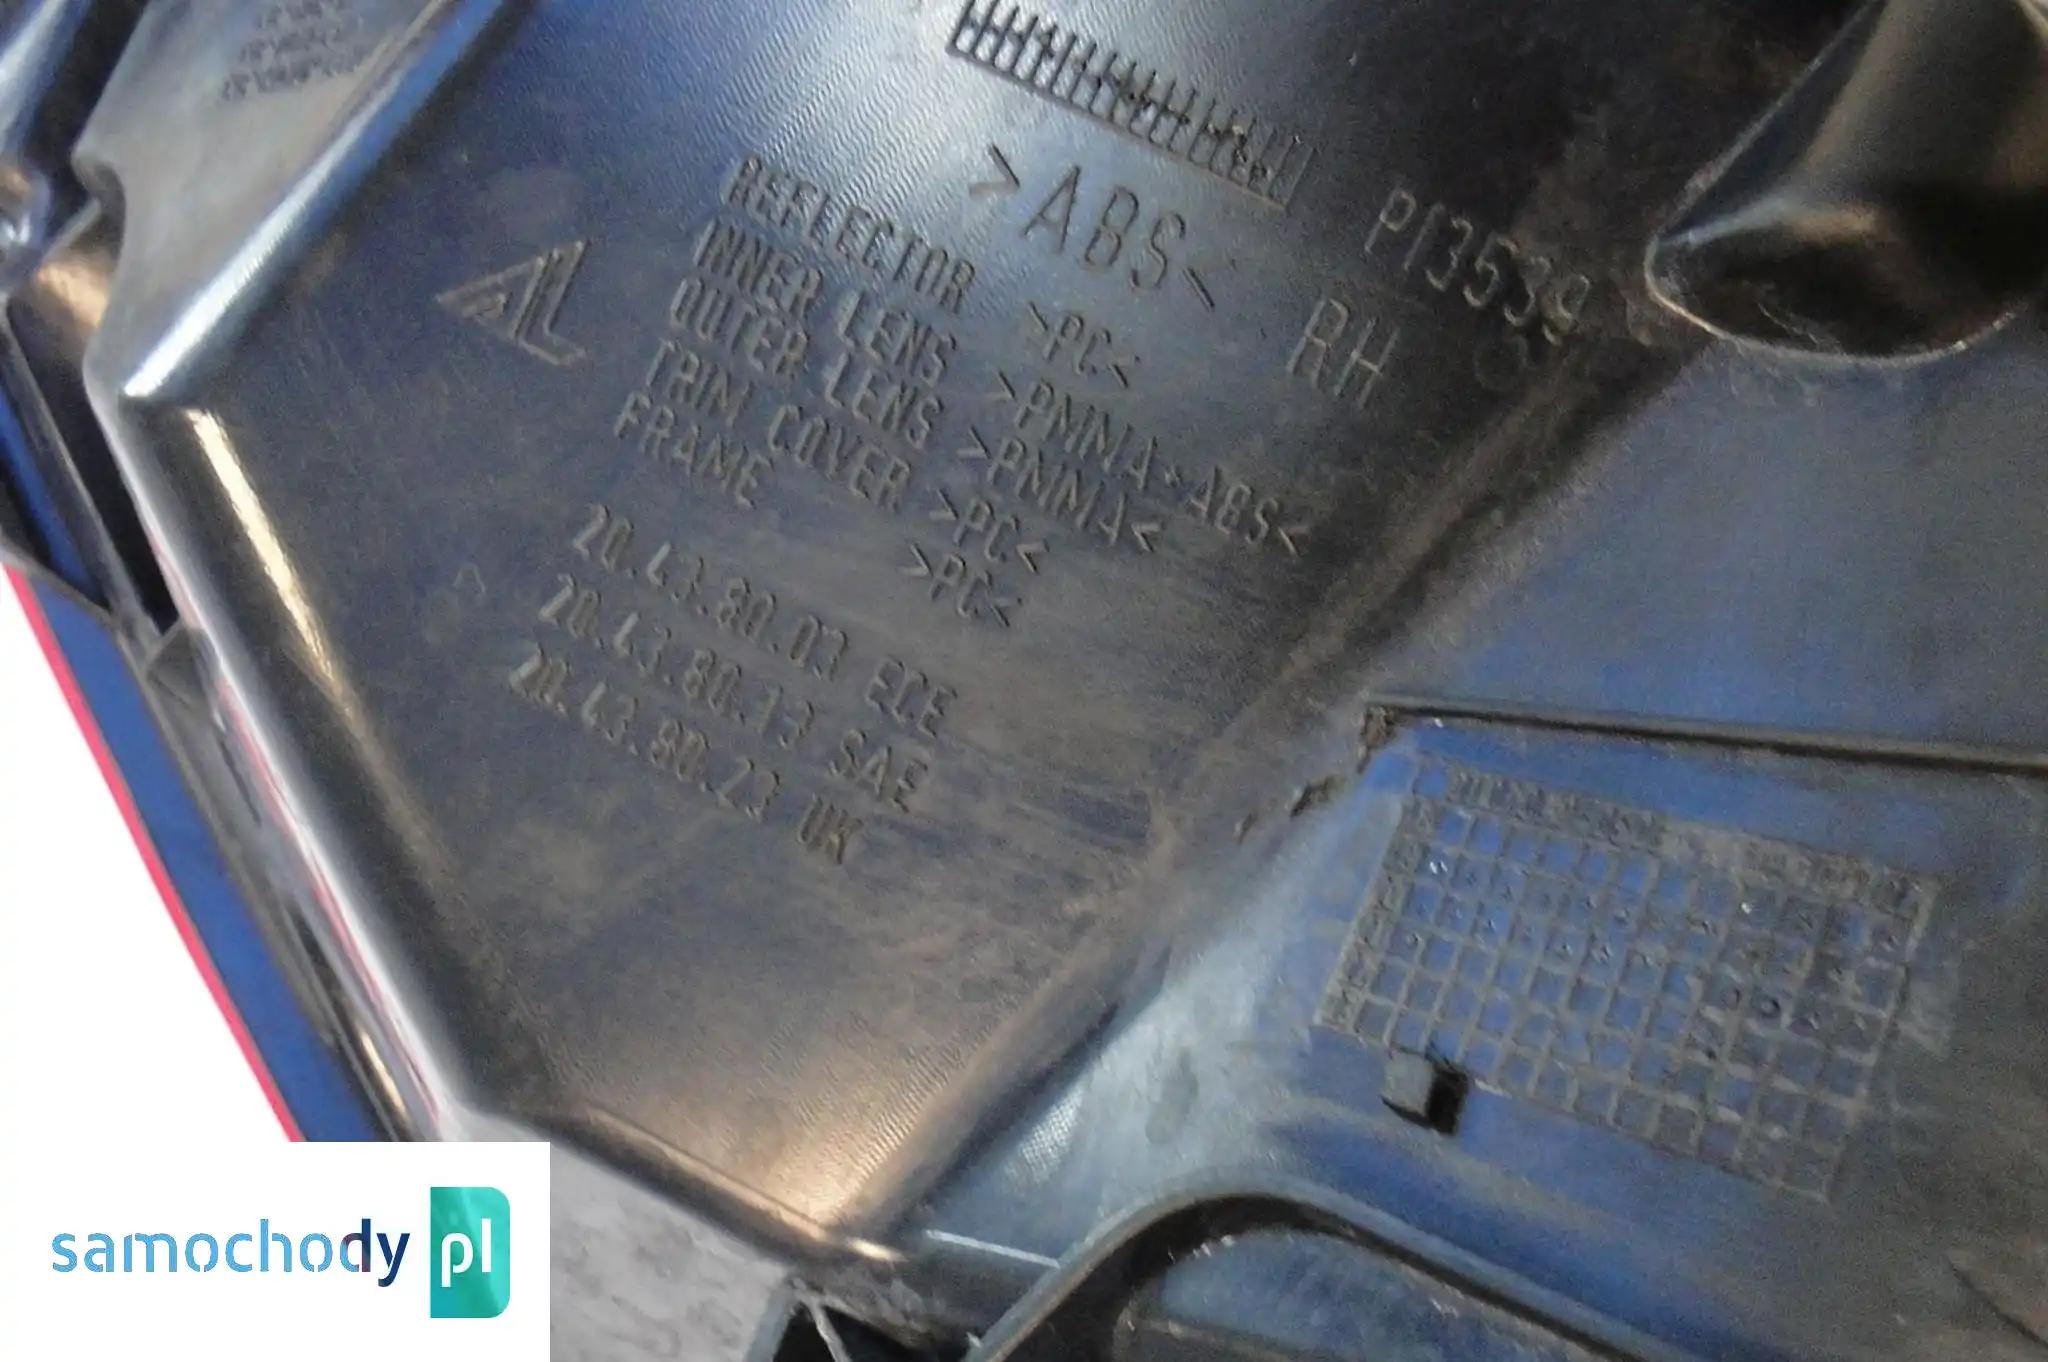 >ABS<
P13539
RH
REFLECTOR >PC<
INNER LENS >PMMA+ABS<
OUTER LENS >PMMA<
TRIM COVER >PC<
FRAME >PC<
AL
20.43.80.03 ECE
20.43.80.13 SAE
20.43.80.23 UK
samochody pl